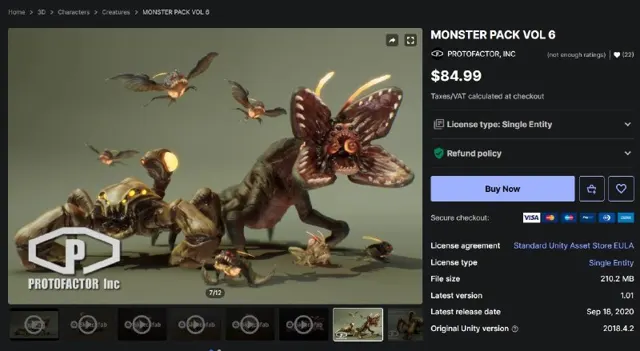 Home > 3D > Characters > Creatures > MONSTER PACK VOL 6
MONSTER PACK VOL 6
PROTOFACTOR, INC
(not enough ratings)
(22)
$84.99
Taxes/VAT calculated at checkout
License type: Single Entity
Refund policy
Buy Now
Secure checkout:
VISA
License agreement
Standard Unity Asset Store EULA
License type
Single Entity
File size
210.2 MB
Latest version
1.01
Latest release date
Sep 18, 2020
Original Unity version
2018.4.2
P
PROTOFACTOR Inc
7/12